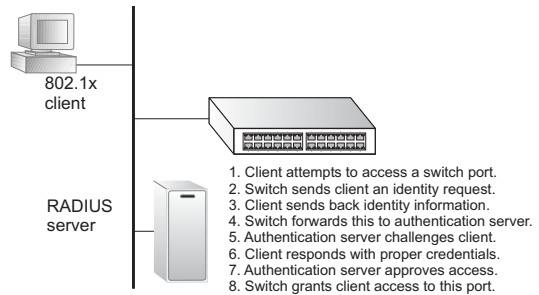 802.1x
client
1. Client attempts to access a switch port.
2. Switch sends client an identity request.
3. Client sends back identity information.
4. Switch forwards this to authentication server.
5. Authentication server challenges client.
6. Client responds with proper credentials.
7. Authentication server approves access.
8. Switch grants client access to this port.
RADIUS
server